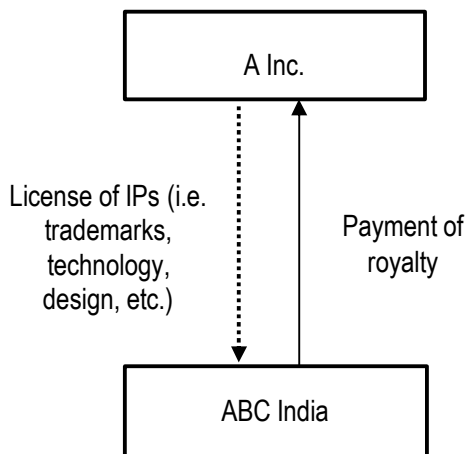 A Inc.
License of IPs (i.e.
trademarks,
technology,
design, etc.)
Payment of
royalty
ABC India